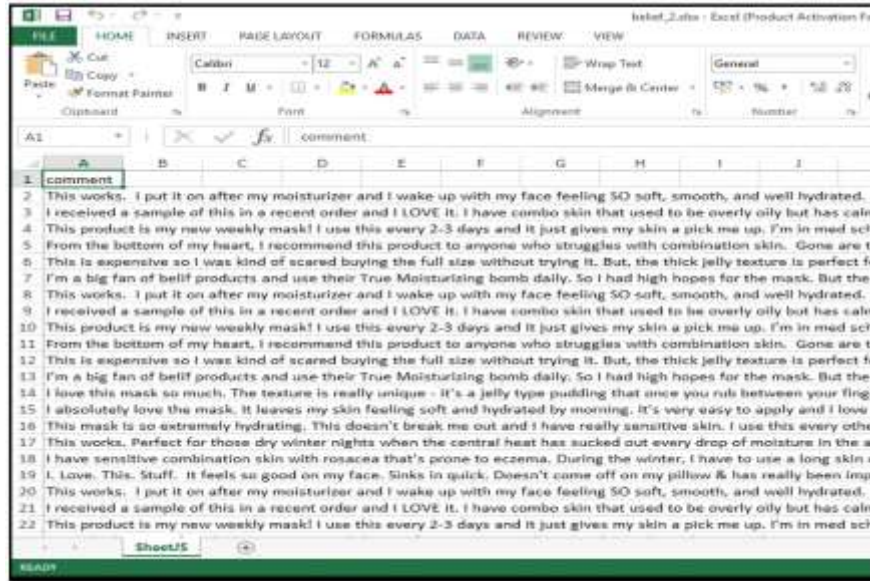 belief_2.xlsx - Excel (Product Activation Fa
FILE HOME INSERT PAGE LAYOUT FORMULAS DATA REVIEW VIEW
Cut
Copy
Format Painter
Paste
Calibri 12
Wrap Text
Merge & Center
General
Clipboard Font Alignment Number
A1 comment
A B C D E F G H I J
1 comment
2 This works. I put it on after my moisturizer and I wake up with my face feeling SO soft, smooth, and well hydrated.
3 I received a sample of this in a recent order and I LOVE it. I have combo skin that used to be overly oily but has calm
4 This product is my new weekly mask! I use this every 2-3 days and it just gives my skin a pick me up. I'm in med sch
5 From the bottom of my heart, I recommend this product to anyone who struggles with combination skin. Gone are t
6 This is expensive so I was kind of scared buying the full size without trying it. But, the thick jelly texture is perfect f
7 I'm a big fan of belif products and use their True Moisturizing bomb daily. So I had high hopes for the mask. But the
8 This works. I put it on after my moisturizer and I wake up with my face feeling SO soft, smooth, and well hydrated.
9 I received a sample of this in a recent order and I LOVE it. I have combo skin that used to be overly oily but has calm
10 This product is my new weekly mask! I use this every 2-3 days and it just gives my skin a pick me up. I'm in med sch
11 From the bottom of my heart, I recommend this product to anyone who struggles with combination skin. Gone are t
12 This is expensive so I was kind of scared buying the full size without trying it. But, the thick jelly texture is perfect f
13 I'm a big fan of belif products and use their True Moisturizing bomb daily. So I had high hopes for the mask. But the
14 I love this mask so much. The texture is really unique - it's a jelly type pudding that once you rub between your fing
15 I absolutely love the mask. It leaves my skin feeling soft and hydrated by morning. It's very easy to apply and I love
16 This mask is so extremely hydrating. This doesn't break me out and I have really sensitive skin. I use this every othe
17 This works. Perfect for those dry winter nights when the central heat has sucked out every drop of moisture in the a
18 I have sensitive combination skin with rosacea that's prone to eczema. During the winter, I have to use a long skin
19 I. Love. This. Stuff. It feels so good on my face. Sinks in quick. Doesn't come off on my pillow & has really been imp
20 This works. I put it on after my moisturizer and I wake up with my face feeling SO soft, smooth, and well hydrated.
21 I received a sample of this in a recent order and I LOVE it. I have combo skin that used to be overly oily but has calm
22 This product is my new weekly mask! I use this every 2-3 days and it just gives my skin a pick me up. I'm in med sch
SheetJS
READY